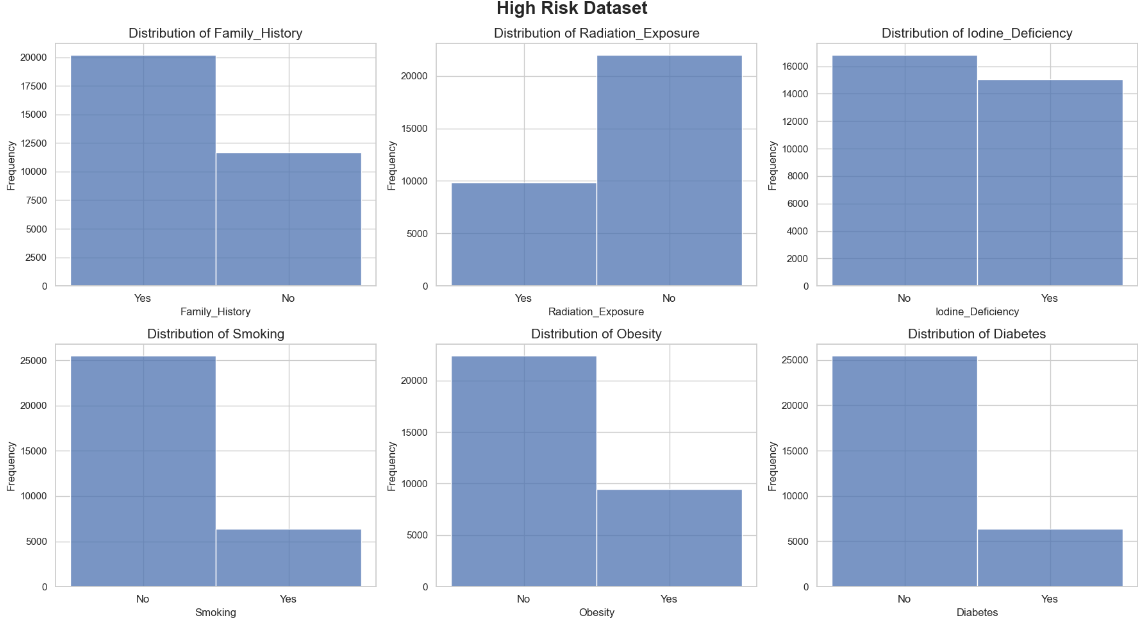 High Risk Dataset
Distribution of Family_History
Frequency
20000
17500
15000
12500
10000
7500
5000
2500
0
Yes No
Family_History
Distribution of Radiation_Exposure
Frequency
20000
15000
10000
5000
0
Yes No
Radiation_Exposure
Distribution of Iodine_Deficiency
Frequency
16000
14000
12000
10000
8000
6000
4000
2000
0
No Yes
Iodine_Deficiency
Distribution of Smoking
Frequency
25000
20000
15000
10000
5000
0
No Yes
Smoking
Distribution of Obesity
Frequency
20000
15000
10000
5000
0
No Yes
Obesity
Distribution of Diabetes
Frequency
25000
20000
15000
10000
5000
0
No Yes
Diabetes